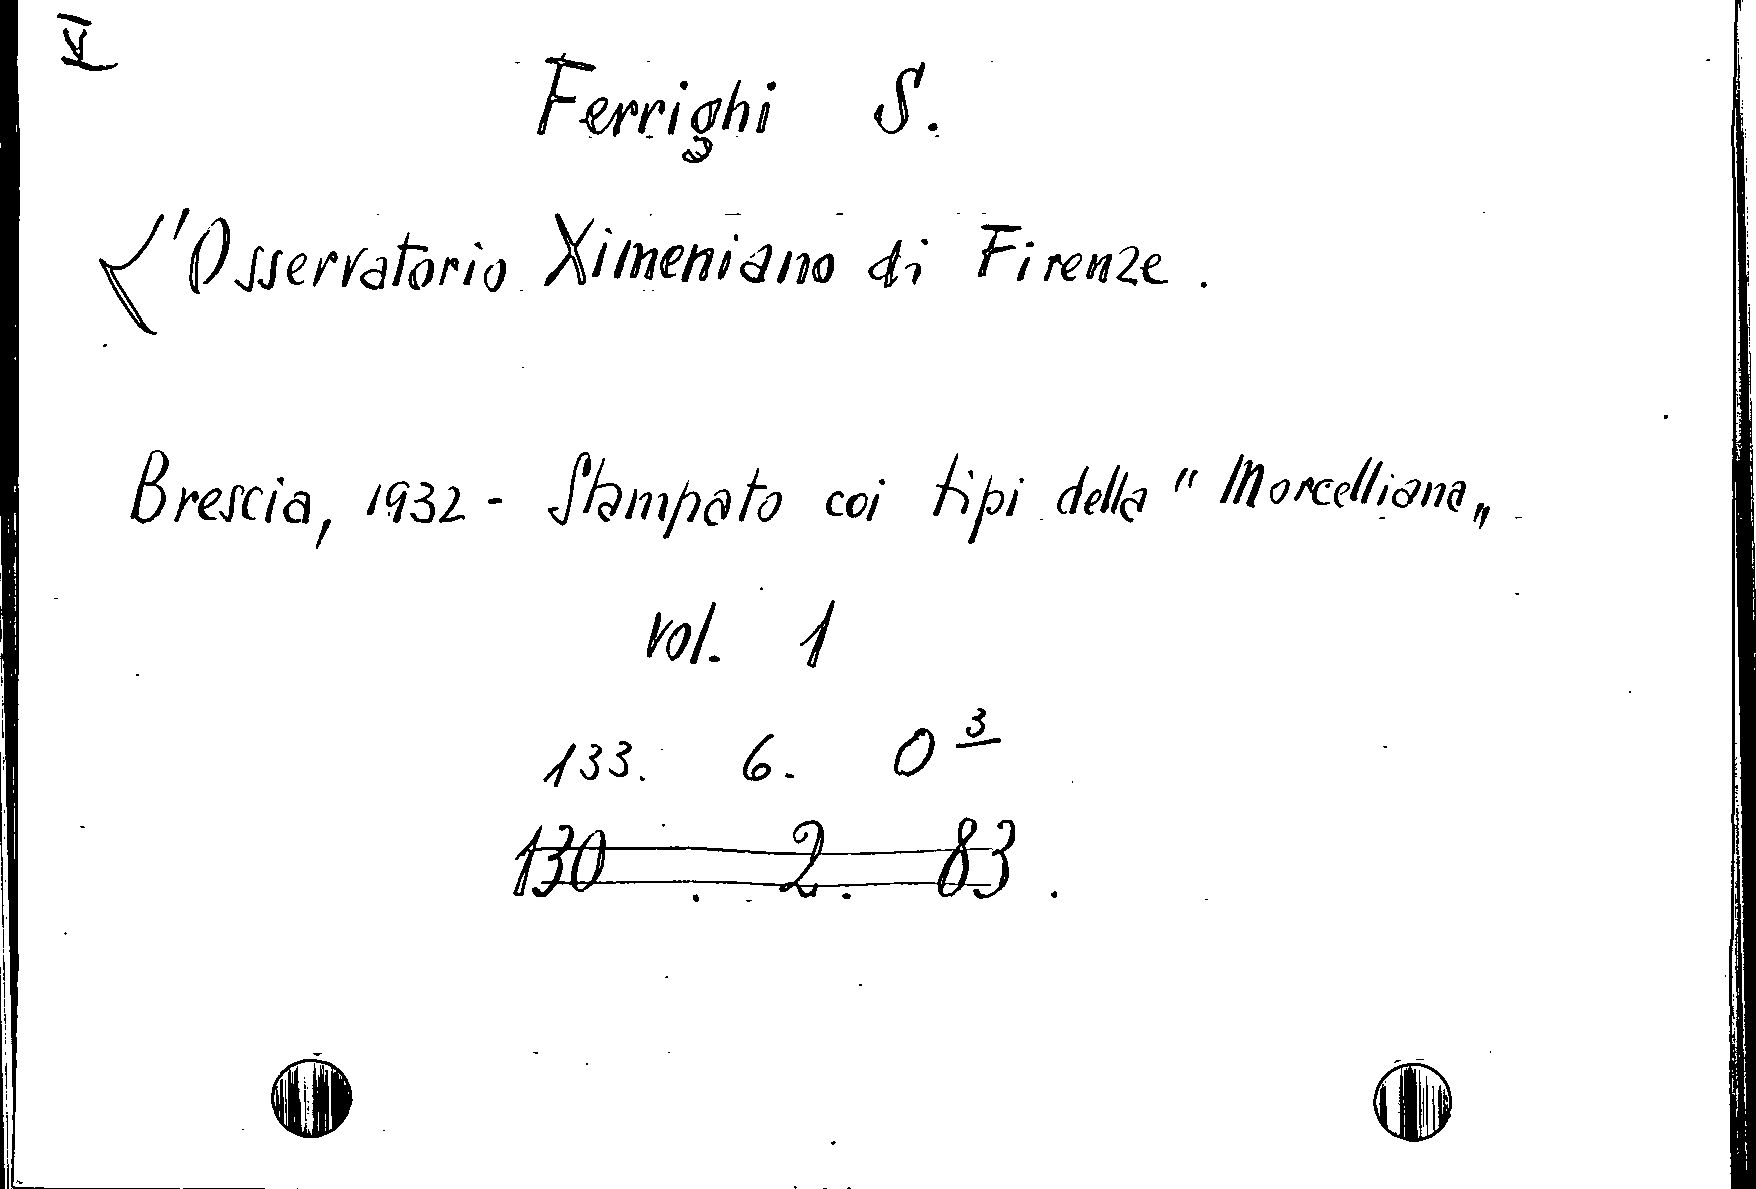 VI
Ferrighi S.
L'Osservatorio Ximeniano di Firenze.
Brescia, 1932 - Stampato coi tipi della "Morcelliana"
vol. 1
133. 6. O 3
130 . 2 . 83 .